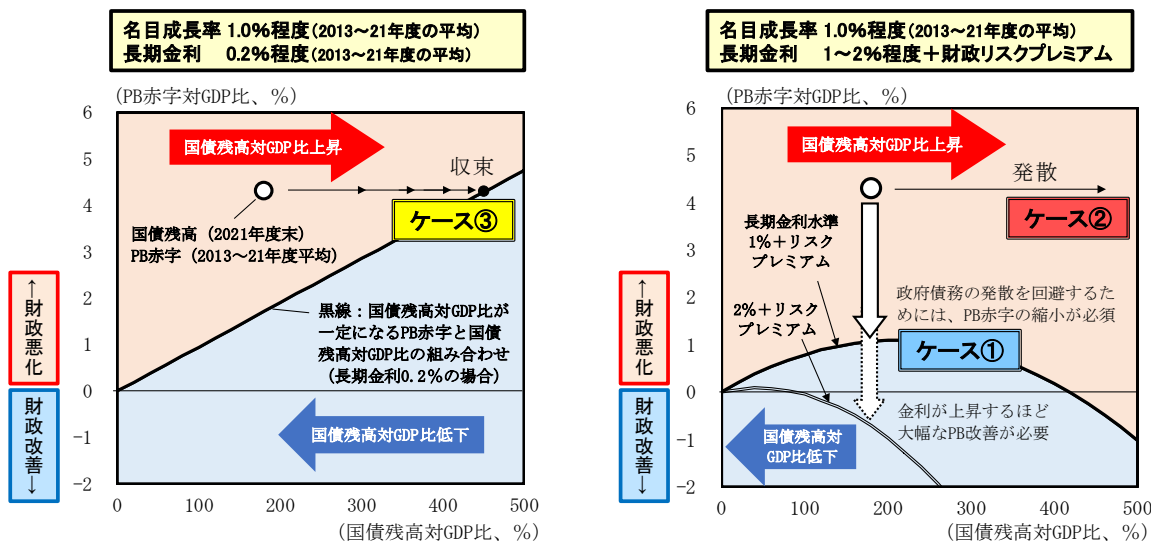 名目成長率 1.0%程度(2013～21年度の平均)
長期金利 0.2%程度(2013～21年度の平均)
(PB赤字対GDP比、%)
6
5
4
3
2
1
0
-1
-2
国債残高対GDP比上昇
収束
ケース③
国債残高（2021年度末）
PB赤字（2013～21年度平均）
黒線：国債残高対GDP比が
一定になるPB赤字と国債
残高対GDP比の組み合わせ
（長期金利0.2%の場合）
国債残高対GDP比低下
←財政悪化
財政改善→
0 100 200 300 400 500
(国債残高対GDP比、%)
名目成長率 1.0%程度(2013～21年度の平均)
長期金利 1～2%程度＋財政リスクプレミアム
(PB赤字対GDP比、%)
6
5
4
3
2
1
0
-1
-2
国債残高対GDP比上昇
発散
ケース②
長期金利水準
1%＋リスク
プレミアム
2%＋リスク
プレミアム
政府債務の発散を回避するた
めには、PB赤字の縮小が必須
ケース①
金利が上昇するほど
大幅なPB改善が必要
国債残高対
GDP比低下
←財政悪化
財政改善→
0 100 200 300 400 500
(国債残高対GDP比、%)